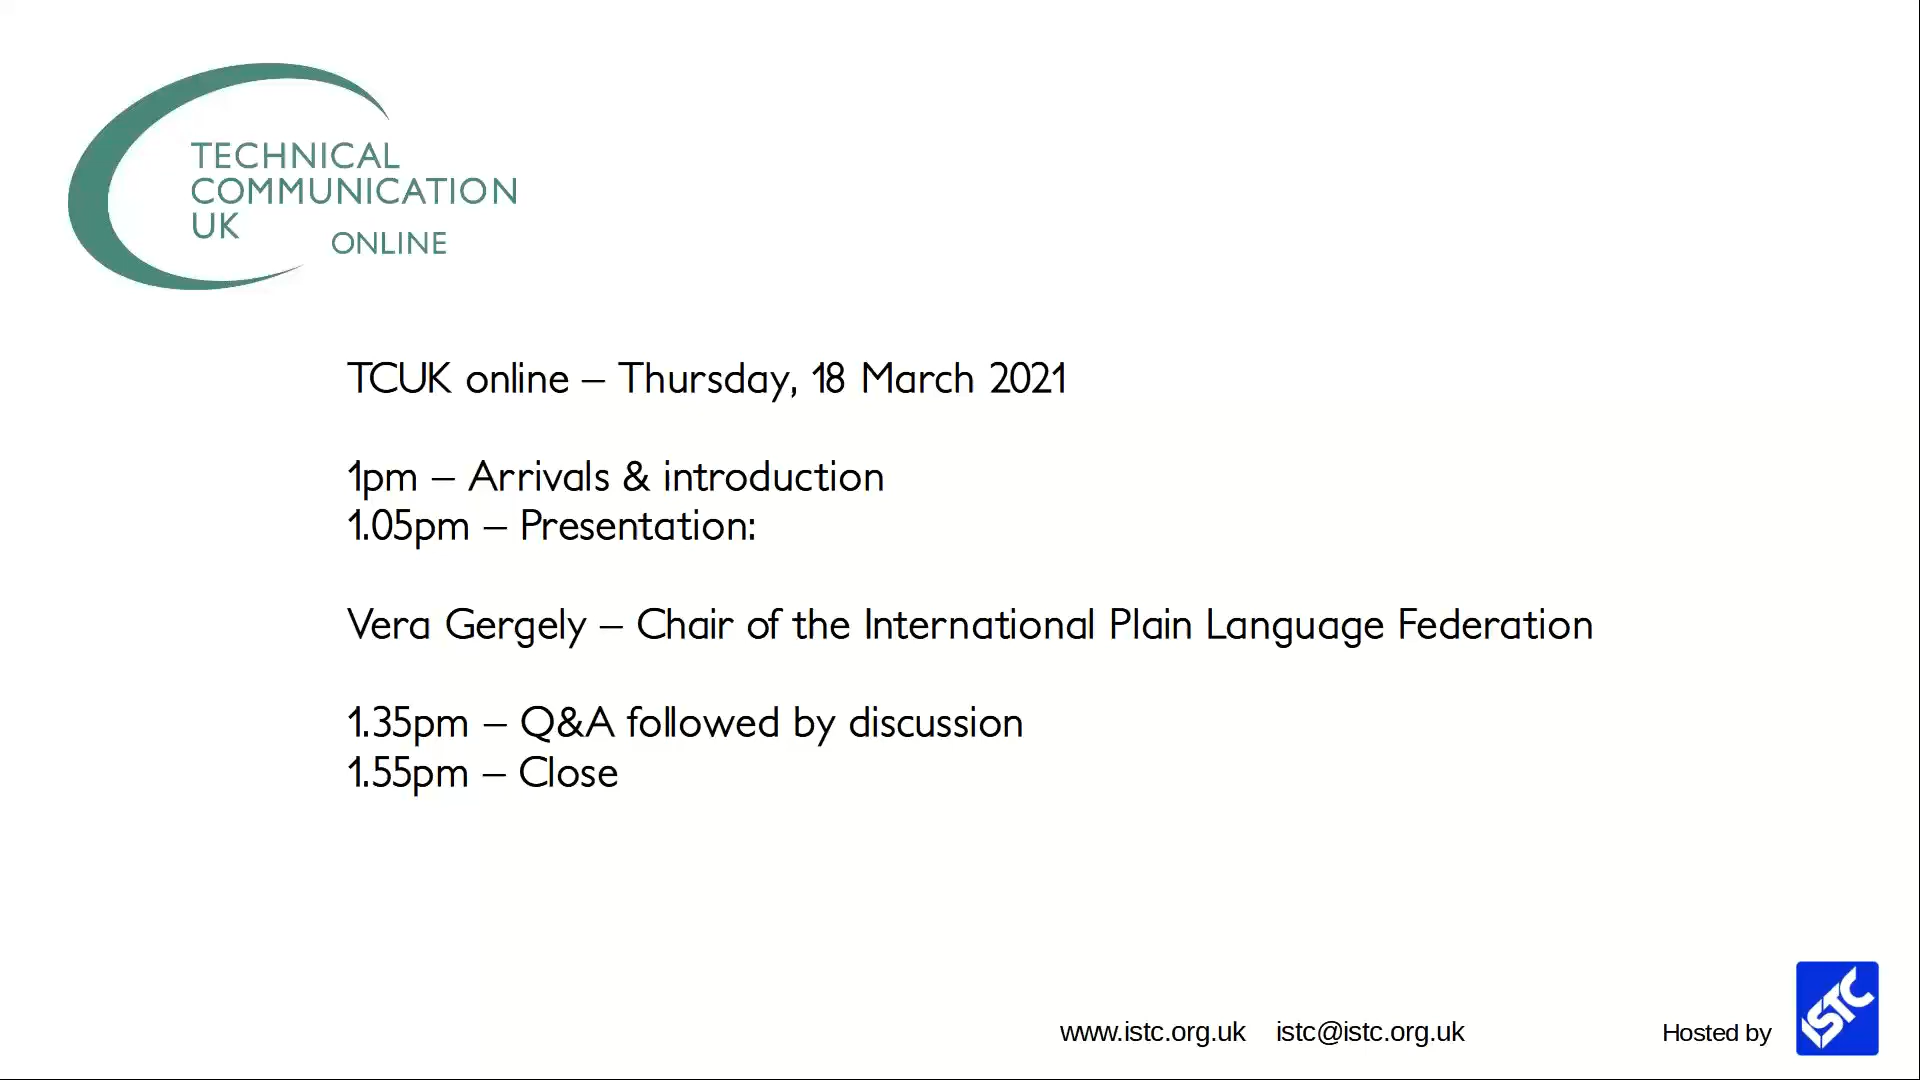 TECHNICAL
COMMUNICATION
UK
ONLINE
TCUK online – Thursday, 18 March 2021
1pm – Arrivals & introduction
1.05pm – Presentation:
Vera Gergely – Chair of the International Plain Language Federation
1.35pm – Q&A followed by discussion
1.55pm – Close
www.istc.org.uk istc@istc.org.uk Hosted by
ISTC